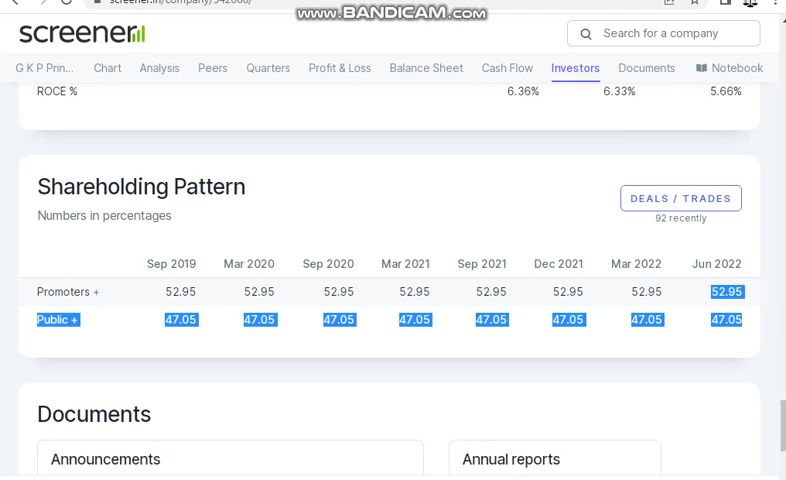 screener.in/company/542666/
www.BANDICAM.com
screener
Search for a company
G K P Prin... Chart Analysis Peers Quarters Profit & Loss Balance Sheet Cash Flow Investors Documents Notebook
ROCE % 6.36% 6.33% 5.66%
Shareholding Pattern
DEALS / TRADES
Numbers in percentages
92 recently
Sep 2019 Mar 2020 Sep 2020 Mar 2021 Sep 2021 Dec 2021 Mar 2022 Jun 2022
Promoters + 52.95 52.95 52.95 52.95 52.95 52.95 52.95 52.95
Public + 47.05 47.05 47.05 47.05 47.05 47.05 47.05 47.05
Documents
Announcements
Annual reports